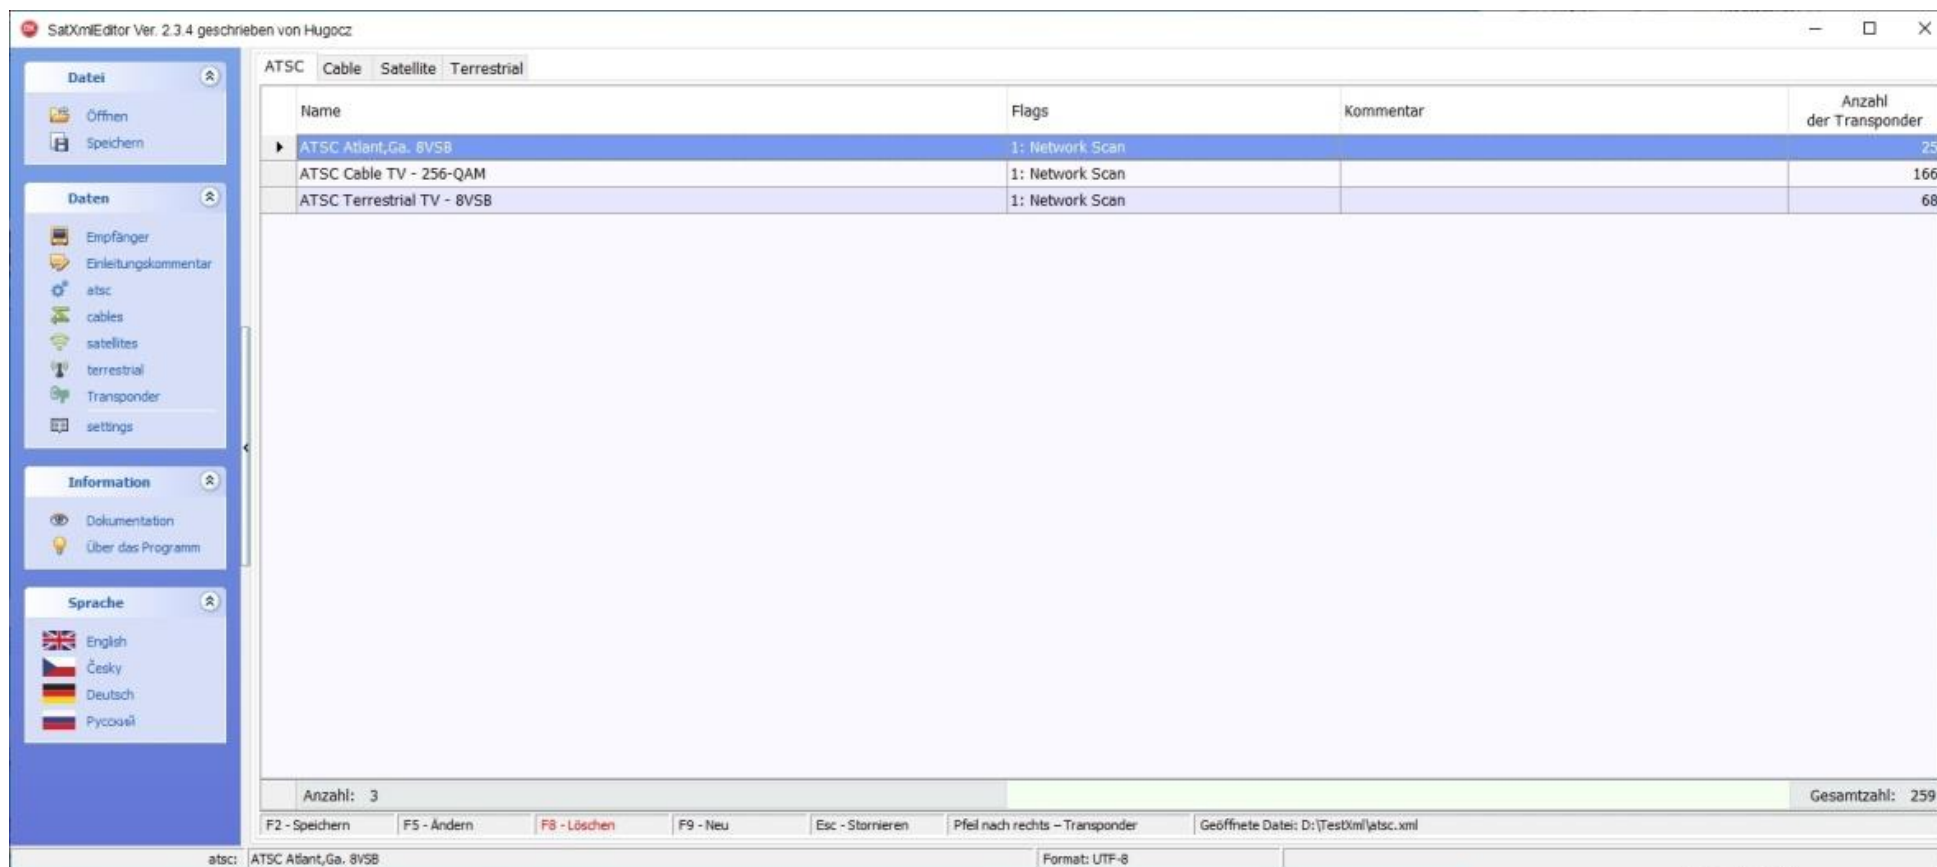 SatXmlEditor Ver. 2.3.4 geschrieben von Hugocz
Datei
Öffnen
Speichern
Daten
Empfänger
Einleitungskommentar
atsc
cables
satellites
terrestrial
Transponder
settings
Information
Dokumentation
Über das Programm
Sprache
English
Česky
Deutsch
Русский
ATSC Cable Satellite Terrestrial
Name Flags Kommentar Anzahl
der Transponder
ATSC Atlant,Ga. 8VSB 1: Network Scan 25
ATSC Cable TV - 256-QAM 1: Network Scan 166
ATSC Terrestrial TV - 8VSB 1: Network Scan 68
Anzahl: 3 Gesamtzahl: 259
F2 - Speichern F5 - Ändern F8 - Löschen F9 - Neu Esc - Stornieren Pfeil nach rechts – Transponder Geöffnete Datei: D:\TestXml\atsc.xml
atsc: ATSC Atlant,Ga. 8VSB Format: UTF-8